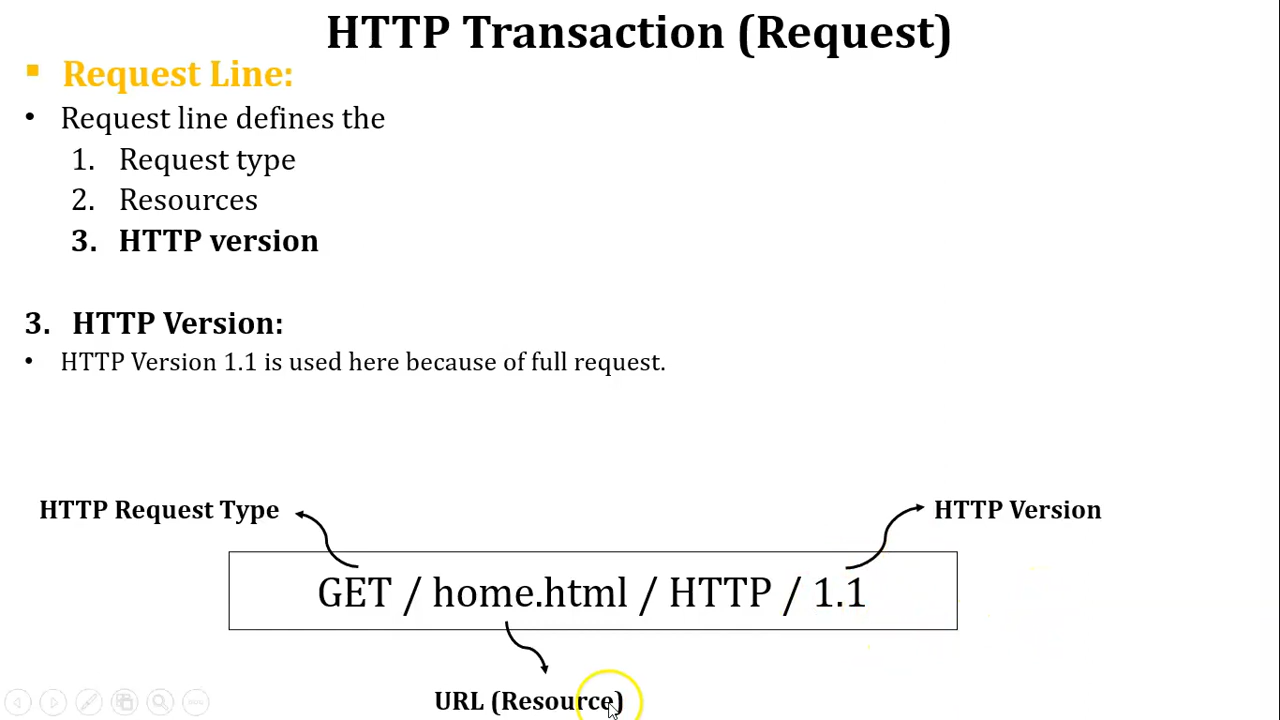 HTTP Transaction (Request)
▪ Request Line:
• Request line defines the
1. Request type
2. Resources
3. HTTP version
3. HTTP Version:
• HTTP Version 1.1 is used here because of full request.
HTTP Request Type
HTTP Version
GET / home.html / HTTP / 1.1
URL (Resource)